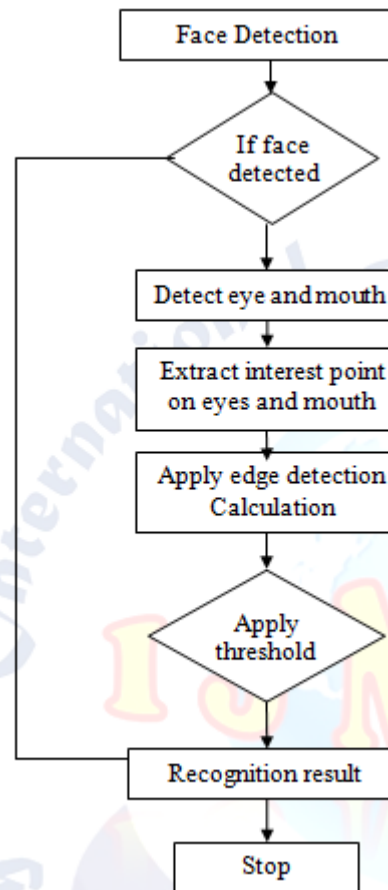 Face Detection
If face
detected
Detect eye and mouth
Extract interest point
on eyes and mouth
Apply edge detection
Calculation
Apply
threshold
Recognition result
Stop